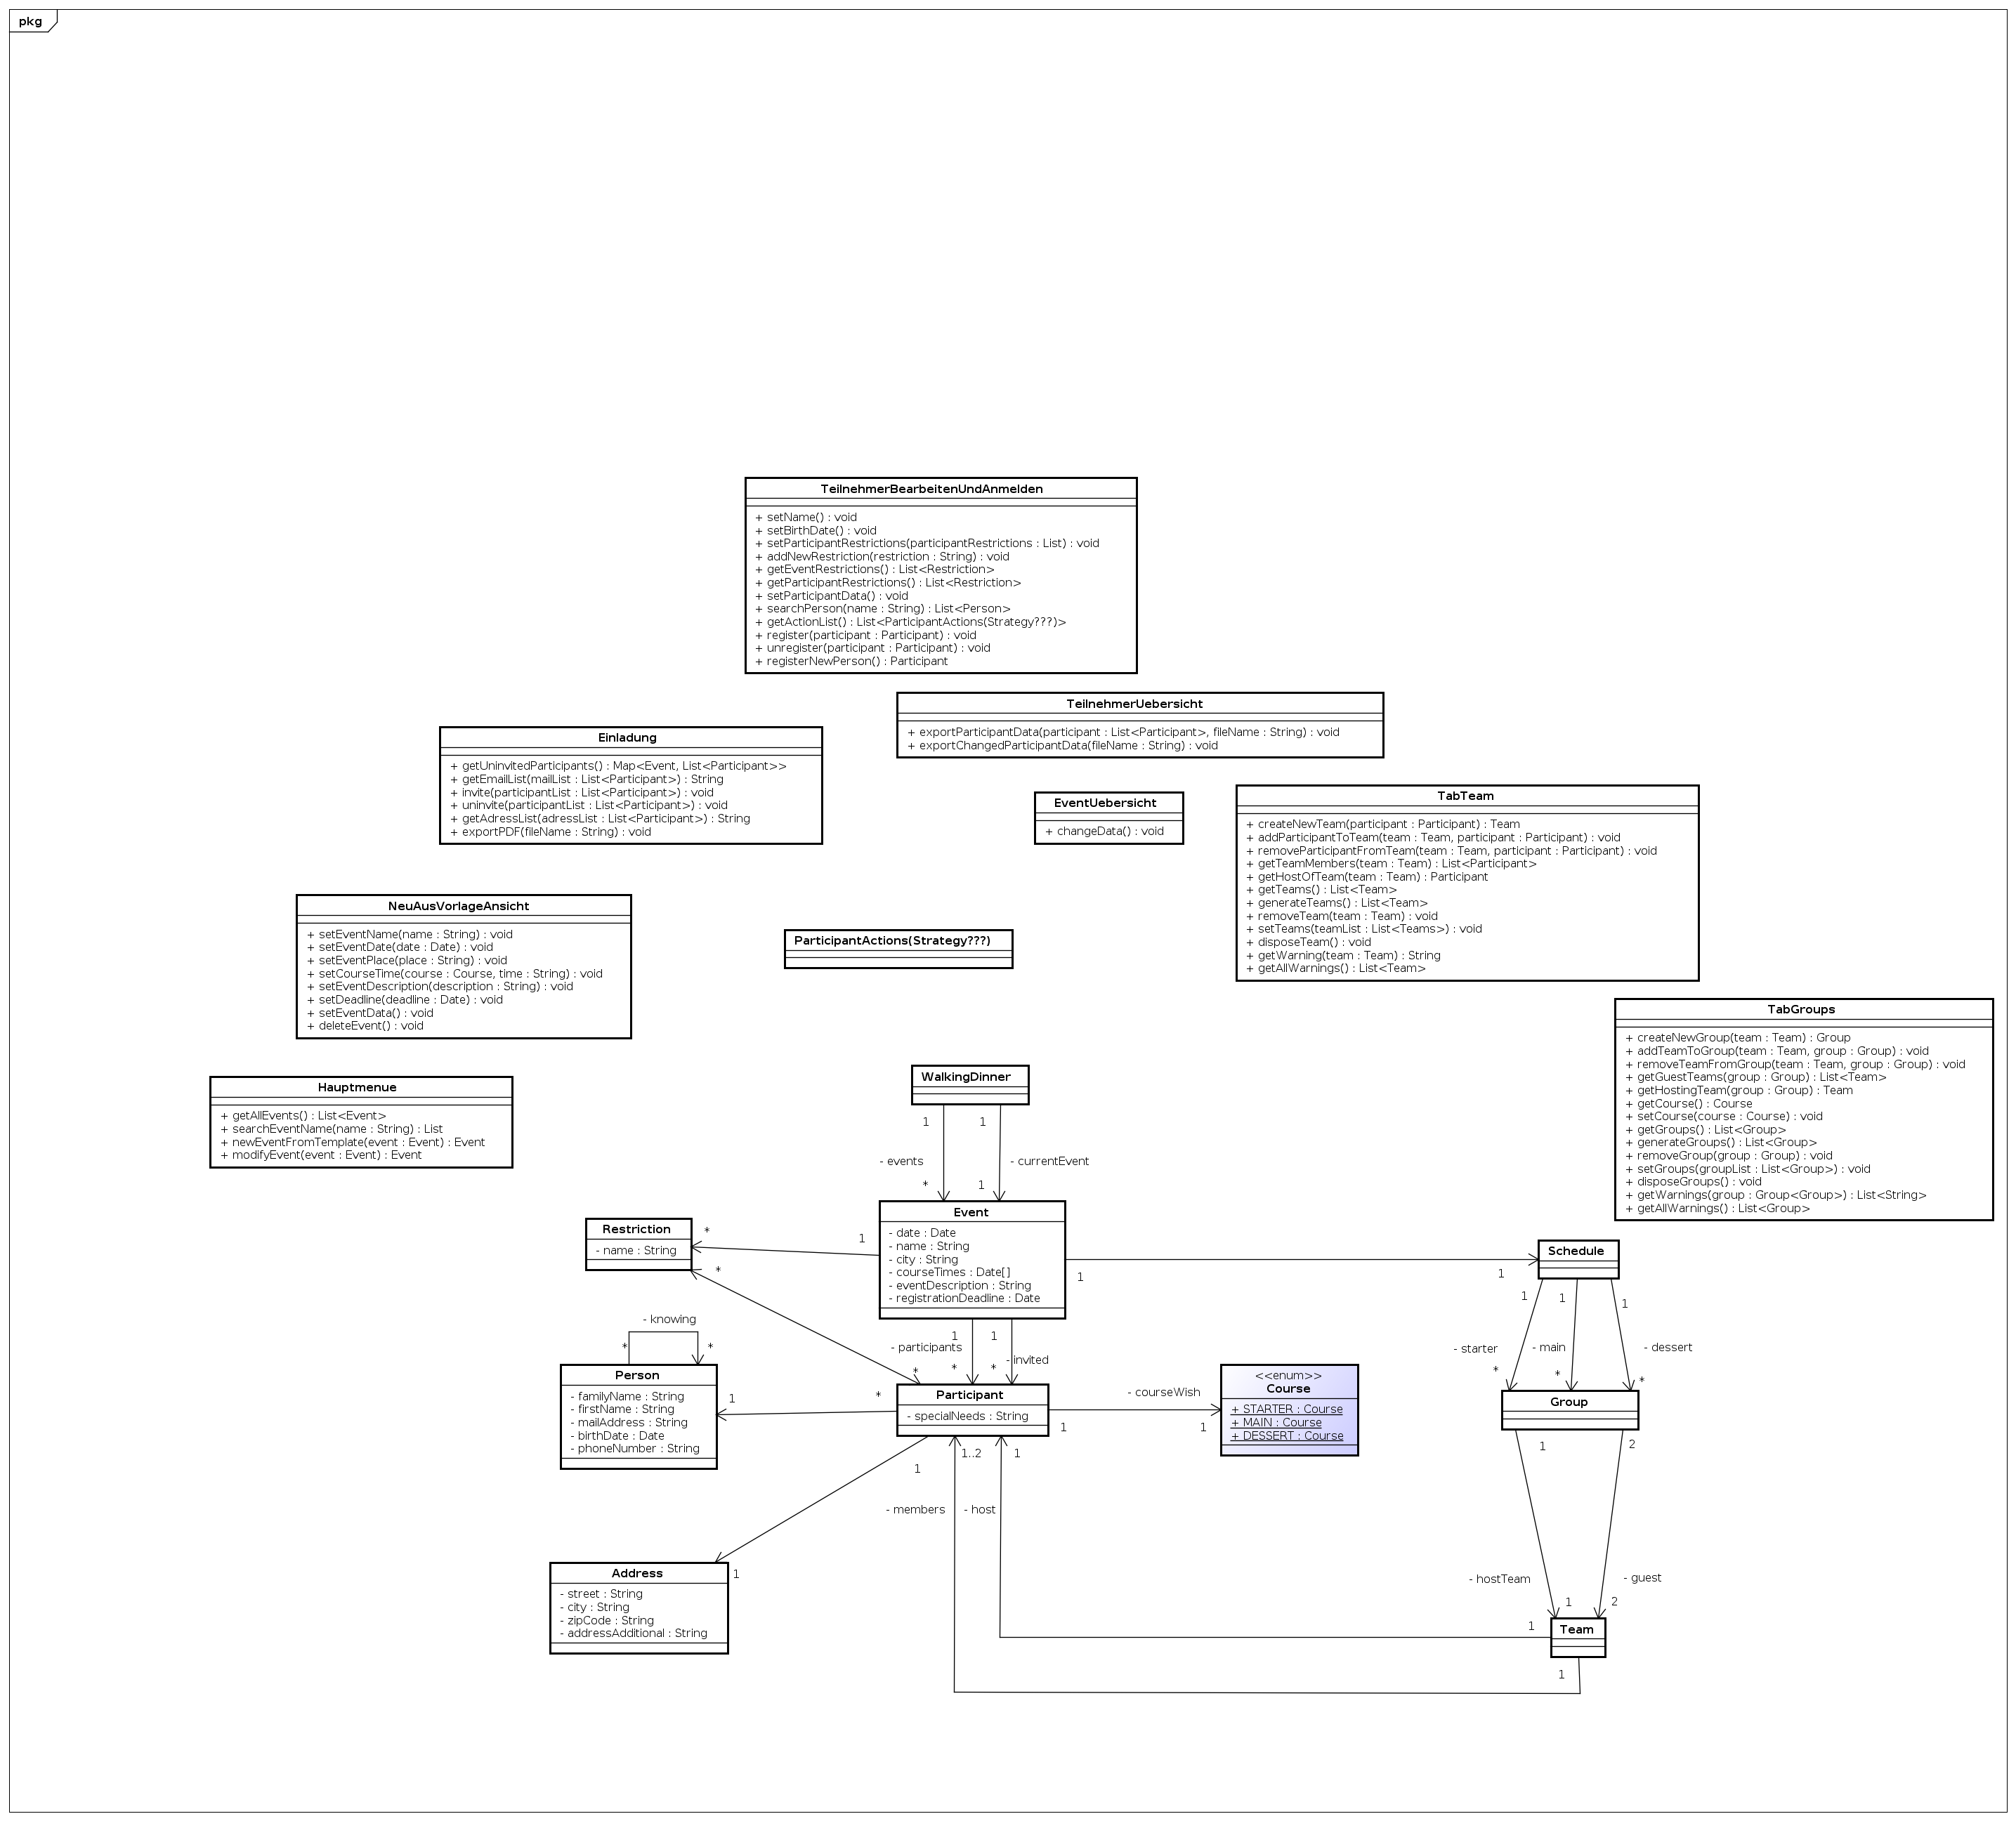 pkg
TeilnehmerBearbeitenUndAnmelden
+ setName() : void
+ setBirthDate() : void
+ setParticipantRestrictions(participantRestrictions : List) : void
+ addNewRestriction(restriction : String) : void
+ getEventRestrictions() : List<Restriction>
+ getParticipantRestrictions() : List<Restriction>
+ setParticipantData() : void
+ searchPerson(name : String) : List<Person>
+ getActionList() : List<ParticipantActions(Strategy???)>
+ register(participant : Participant) : void
+ unregister(participant : Participant) : void
+ registerNewPerson() : Participant
TeilnehmerUebersicht
+ exportParticipantData(participant : List<Participant>, fileName : String) : void
+ exportChangedParticipantData(fileName : String) : void
Einladung
+ getUninvitedParticipants() : Map<Event, List<Participant>>
+ getEmailList(mailList : List<Participant>) : String
+ invite(participantList : List<Participant>) : void
+ uninvite(participantList : List<Participant>) : void
+ getAdressList(adressList : List<Participant>) : String
+ exportPDF(fileName : String) : void
EventUebersicht
+ changeData() : void
TabTeam
+ createNewTeam(participant : Participant) : Team
+ addParticipantToTeam(team : Team, participant : Participant) : void
+ removeParticipantFromTeam(team : Team, participant : Participant) : void
+ getTeamMembers(team : Team) : List<Participant>
+ getHostOfTeam(team : Team) : Participant
+ getTeams() : List<Team>
+ generateTeams() : List<Team>
+ removeTeam(team : Team) : void
+ setTeams(teamList : List<Teams>) : void
+ disposeTeam() : void
+ getWarning(team : Team) : String
+ getAllWarnings() : List<Team>
NeuAusVorlageAnsicht
+ setEventName(name : String) : void
+ setEventDate(date : Date) : void
+ setEventPlace(place : String) : void
+ setCourseTime(course : Course, time : String) : void
+ setEventDescription(description : String) : void
+ setDeadline(deadline : Date) : void
+ setEventData() : void
+ deleteEvent() : void
ParticipantActions(Strategy???)
TabGroups
+ createNewGroup(team : Team) : Group
+ addTeamToGroup(team : Team, group : Group) : void
+ removeTeamFromGroup(team : Team, group : Group) : void
+ getGuestTeams(group : Group) : List<Team>
+ getHostingTeam(group : Group) : Team
+ getCourse() : Course
+ setCourse(course : Course) : void
+ getGroups() : List<Group>
+ generateGroups() : List<Group>
+ removeGroup(group : Group) : void
+ setGroups(groupList : List<Group>) : void
+ disposeGroups() : void
+ getWarnings(group : Group<Group>) : List<String>
+ getAllWarnings() : List<Group>
Hauptmenue
+ getAllEvents() : List<Event>
+ searchEventName(name : String) : List
+ newEventFromTemplate(event : Event) : Event
+ modifyEvent(event : Event) : Event
WalkingDinner
1 1
- events - currentEvent
* 1
Event
- date : Date
- name : String
- city : String
- courseTimes : Date[]
- eventDescription : String
- registrationDeadline : Date
Restriction
- name : String
* 1
*
1 1
Schedule
1 1 1
- starter - main - dessert
* * *
- knowing
* *
1 1
- participants - invited
* * *
Person
- familyName : String
- firstName : String
- mailAddress : String
- birthDate : Date
- phoneNumber : String
1 *
Participant
- specialNeeds : String
- courseWish
1 1
<<enum>>
Course
+ STARTER : Course
+ MAIN : Course
+ DESSERT : Course
Group
1 2
1 1..2 1
- members - host
- hostTeam - guest
1 2
Address
- street : String
- city : String
- zipCode : String
- addressAdditional : String
1
1
Team
1